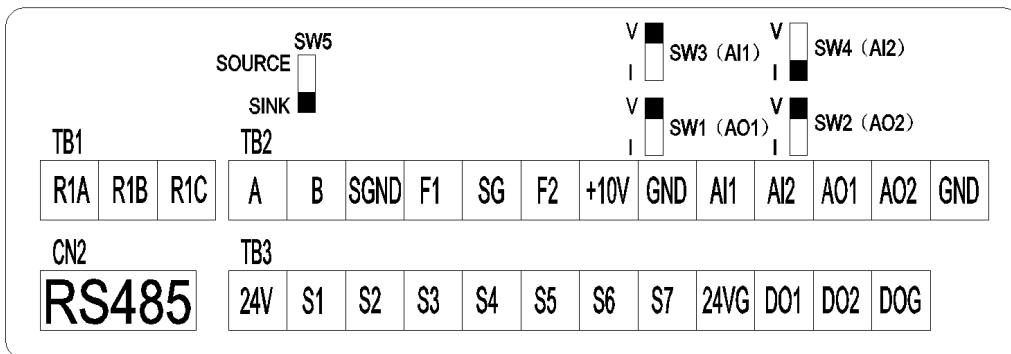 SW5
SOURCE
SINK
V
I
SW3（AI1）
V
I
SW4（AI2）
V
I
SW1（AO1）
V
I
SW2（AO2）
TB1
R1A R1B R1C
TB2
A B SGND F1 SG F2 +10V GND AI1 AI2 AO1 AO2 GND
CN2
RS485
TB3
24V S1 S2 S3 S4 S5 S6 S7 24VG DO1 DO2 DOG